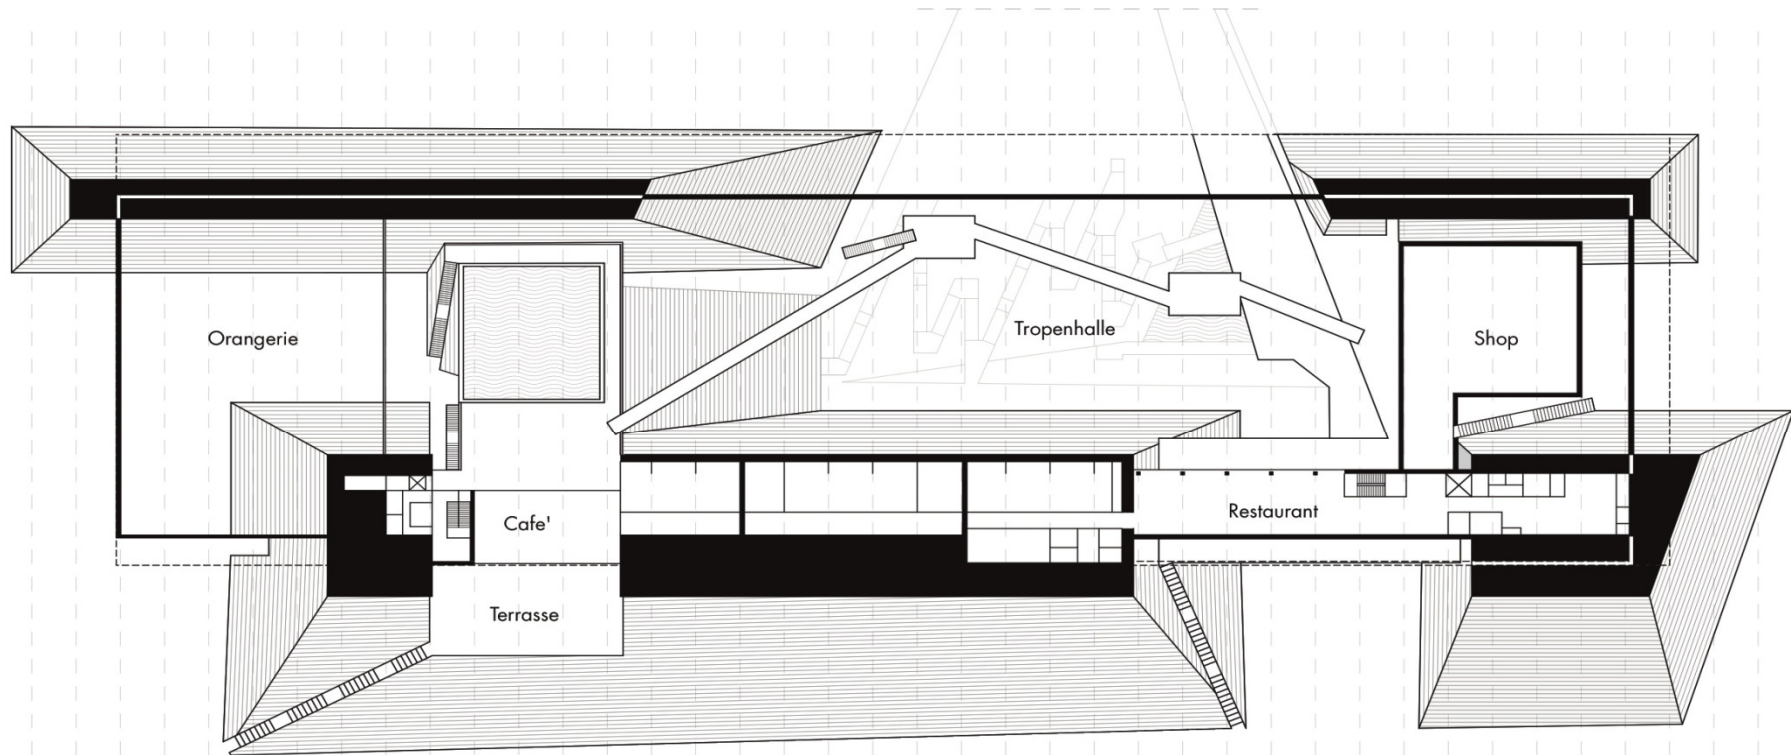 Orangerie
Tropenhalle
Shop
Cafe'
Restaurant
Terrasse